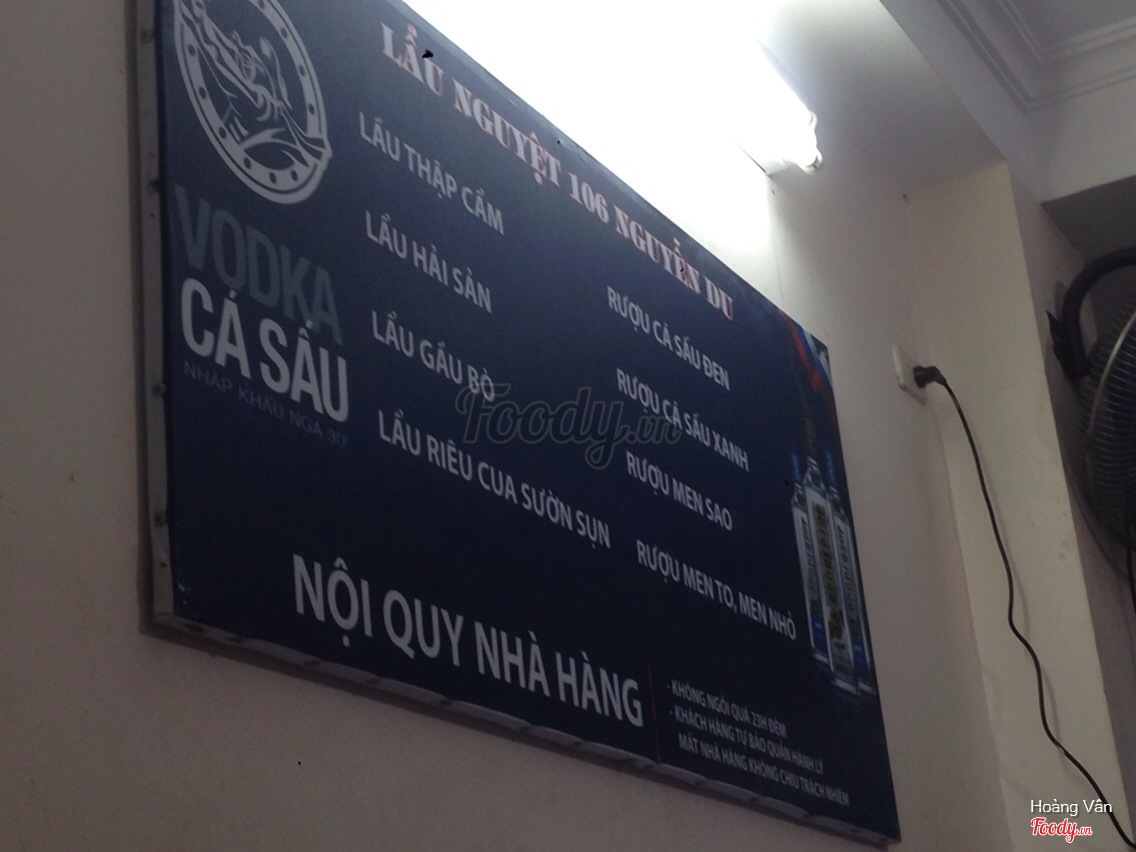 LẨU NGUYỆT 106 NGUYỄN DU
VODKA
CÁ SẤU
NHẬP KHẨU NGA 30°
LẨU THẬP CẨM
LẨU HẢI SẢN
LẨU GẦU BÒ
LẨU RIÊU CUA SƯỜN SỤN
RƯỢU CÁ SẤU ĐEN
RƯỢU CÁ SẤU XANH
RƯỢU MEN SAO
RƯỢU MEN TO, MEN NHỎ
Foody.vn
NỘI QUY NHÀ HÀNG
- KHÔNG NGỒI QUÁ 23H ĐÊM
- KHÁCH HÀNG TỰ BẢO QUẢN HÀNH LÝ
MẤT NHÀ HÀNG KHÔNG CHỊU TRÁCH NHIỆM
Hoàng Vân
Foody.vn